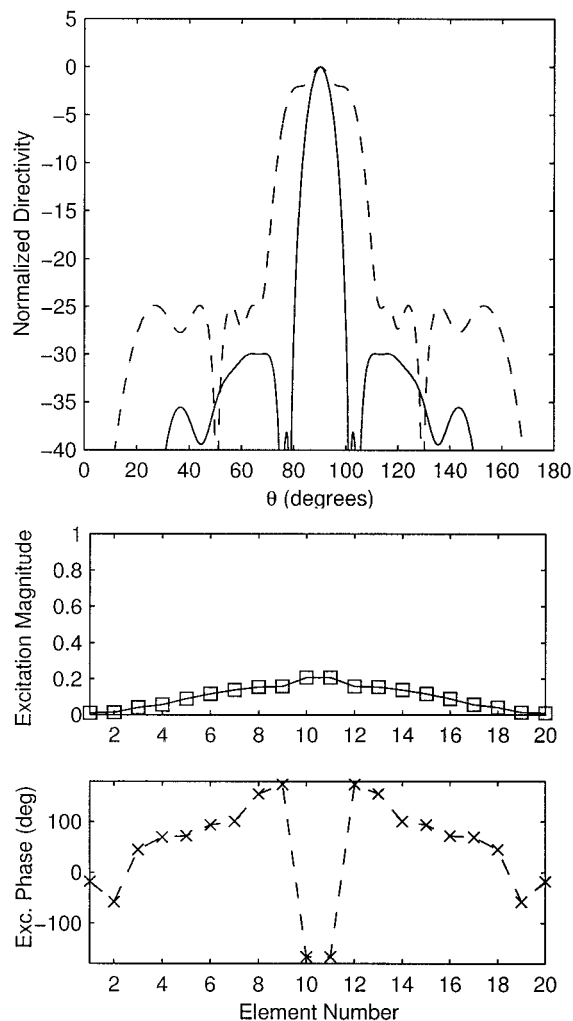 5
0
−5
−10
−15
−20
−25
−30
−35
−40
Normalized Directivity
0 20 40 60 80 100 120 140 160 180
θ (degrees)
1
0.8
0.6
0.4
0.2
0
Excitation Magnitude
2 4 6 8 10 12 14 16 18 20
100
0
−100
Exc. Phase (deg)
2 4 6 8 10 12 14 16 18 20
Element Number